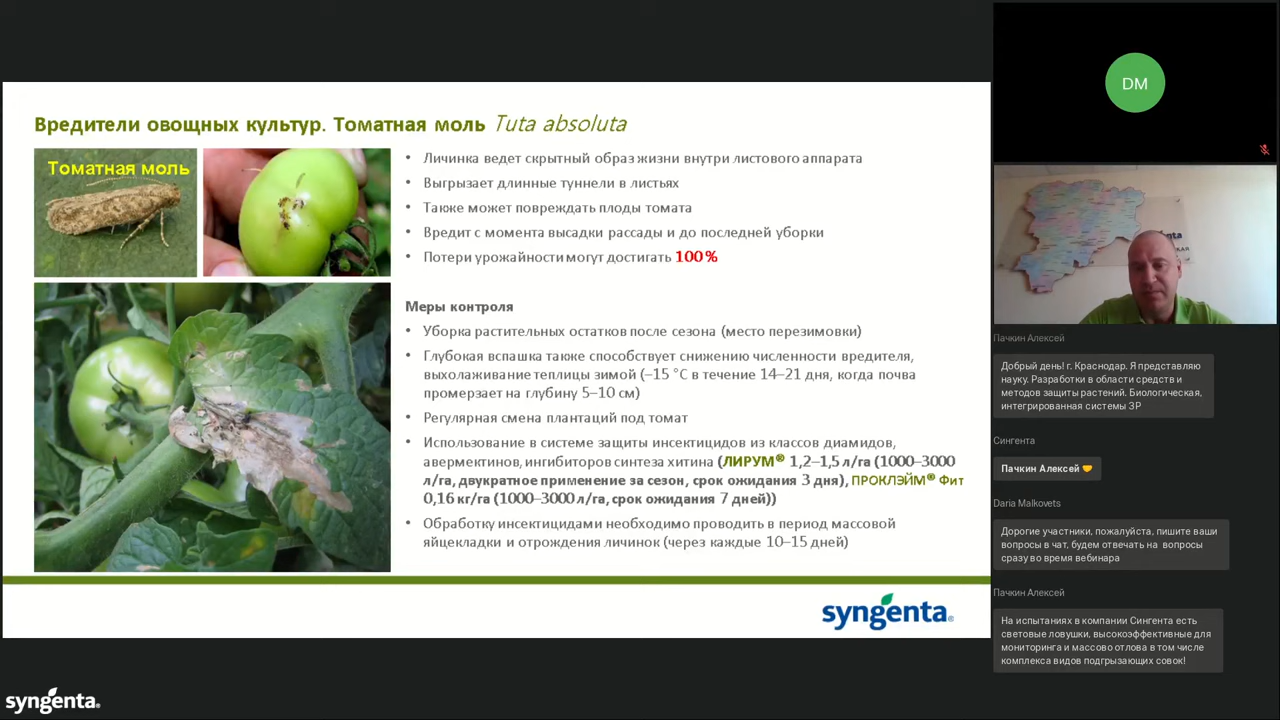 Вредители овощных культур. Томатная моль Tuta absoluta
Томатная моль
• Личинка ведет скрытный образ жизни внутри листового аппарата
• Выгрызает длинные туннели в листьях
• Также может повреждать плоды томата
• Вредит с момента высадки рассады и до последней уборки
• Потери урожайности могут достигать 100%
Меры контроля
• Уборка растительных остатков после сезона (место перезимовки)
• Глубокая вспашка также способствует снижению численности вредителя,
выхолаживание теплицы зимой (–15 °C в течение 14–21 дня, когда почва
промерзает на глубину 5–10 см)
• Регулярная смена плантаций под томат
• Использование в системе защиты инсектицидов из классов диамидов,
авермектинов, ингибиторов синтеза хитина (ЛИРУМ® 1,2–1,5 л/га (1000–3000
л/га, двукратное применение за сезон, срок ожидания 3 дня), ПРОКЛЭЙМ® Фит
0,16 кг/га (1000–3000 л/га, срок ожидания 7 дней))
• Обработку инсектицидами необходимо проводить в период массовой
яйцекладки и отрождения личинок (через каждые 10–15 дней)
syngenta®
syngenta®
DM
Пачкин Алексей
Добрый день! г. Краснодар. Я представляю
науку. Разработки в области средств и
методов защиты растений. Биологическая,
интегрированная системы ЗР
Сингента
Пачкин Алексей 🤝
Daria Malkovets
Дорогие участники, пожалуйста, пишите ваши
вопросы в чат, будем отвечать на вопросы
сразу во время вебинара
Пачкин Алексей
На испытаниях в компании Сингента есть
световые ловушки, высокоэффективные для
мониторинга и массово отлова в том числе
комплекса видов подгрызающих совок!